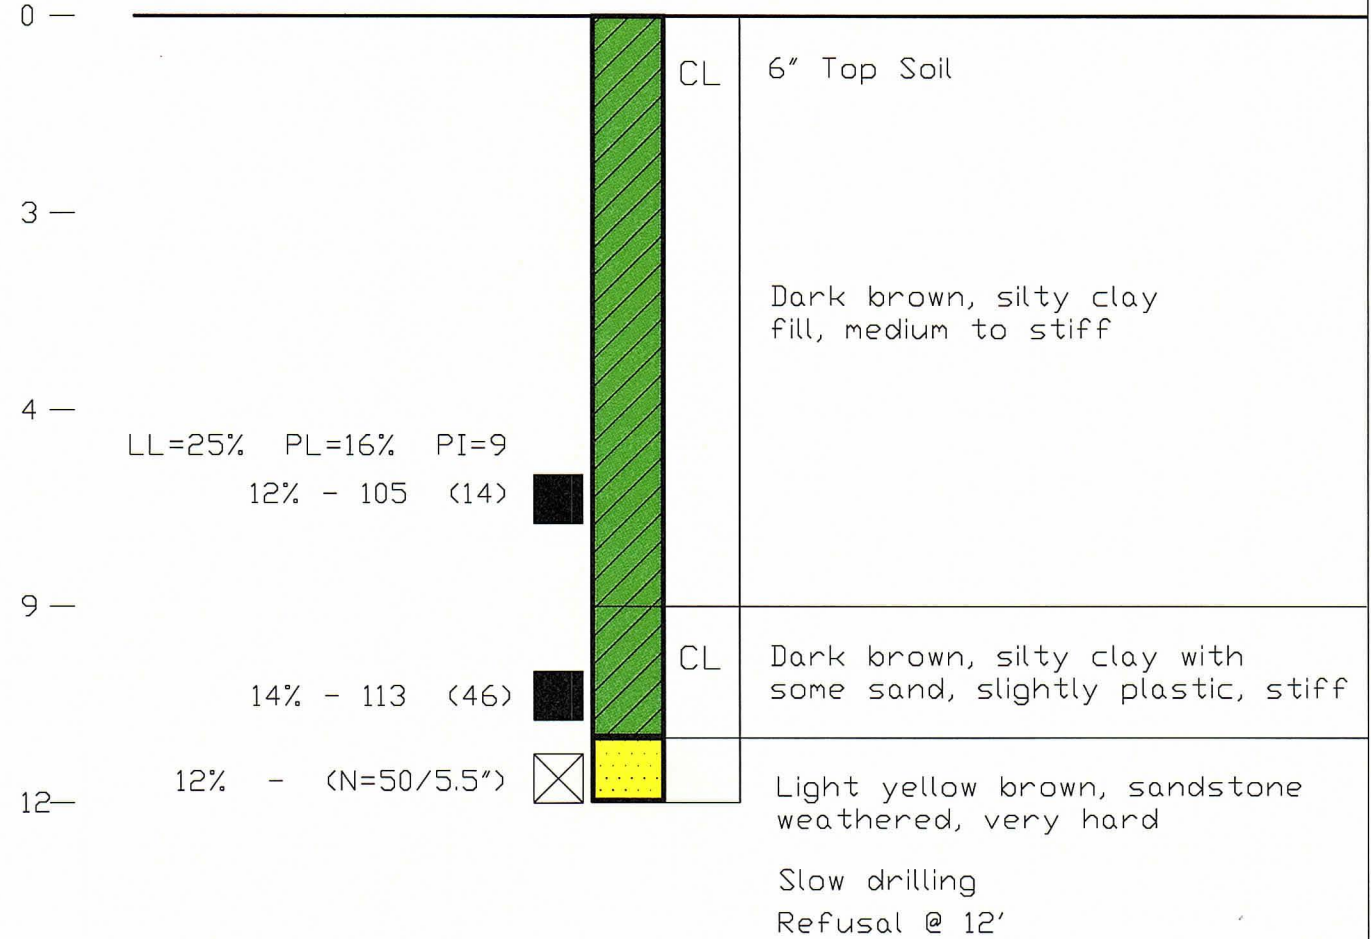 0 —
CL 6″ Top Soil
3 —
Dark brown, silty clay
fill, medium to stiff
4 —
LL=25% PL=16% PI=9
12% - 105 (14)
9 —
CL Dark brown, silty clay with
some sand, slightly plastic, stiff
14% - 113 (46)
12% - (N=50/5.5″)
12—
Light yellow brown, sandstone
weathered, very hard
Slow drilling
Refusal @ 12′